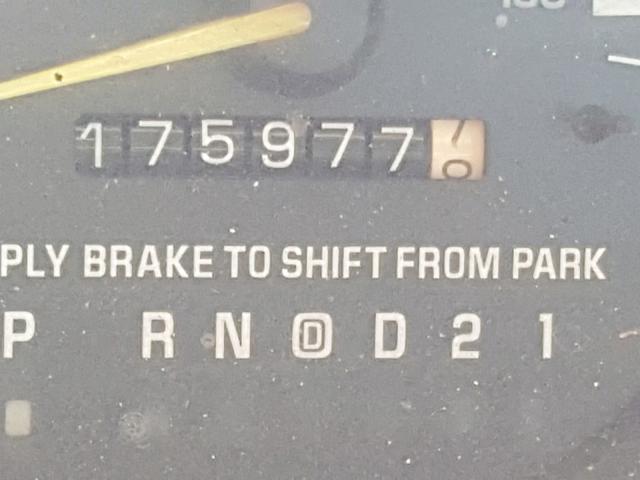 175977
PLY BRAKE TO SHIFT FROM PARK
P R N D D 2 1